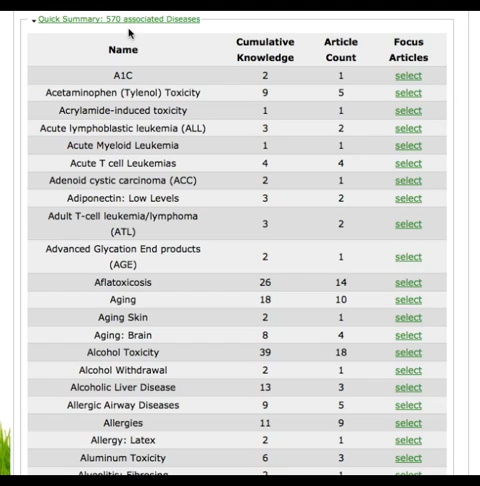 Quick Summary: 570 associated Diseases
Name Cumulative Knowledge Article Count Focus Articles
A1C 2 1 select
Acetaminophen (Tylenol) Toxicity 9 5 select
Acrylamide-induced toxicity 1 1 select
Acute lymphoblastic leukemia (ALL) 3 2 select
Acute Myeloid Leukemia 1 1 select
Acute T cell Leukemias 4 4 select
Adenoid cystic carcinoma (ACC) 2 1 select
Adiponectin: Low Levels 3 2 select
Adult T-cell leukemia/lymphoma (ATL) 3 2 select
Advanced Glycation End products (AGE) 2 1 select
Aflatoxicosis 26 14 select
Aging 18 10 select
Aging Skin 2 1 select
Aging: Brain 8 4 select
Alcohol Toxicity 39 18 select
Alcohol Withdrawal 2 1 select
Alcoholic Liver Disease 13 3 select
Allergic Airway Diseases 9 5 select
Allergies 11 9 select
Allergy: Latex 2 1 select
Aluminum Toxicity 6 3 select